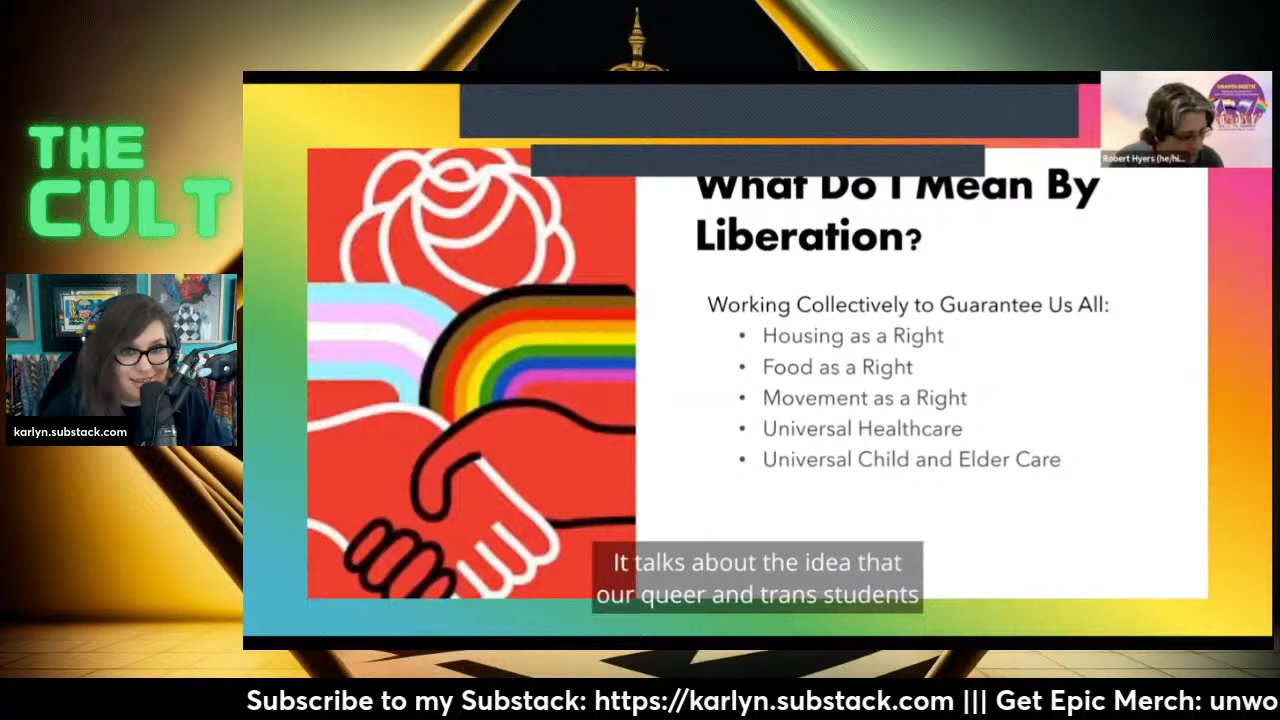 THE
CULT
karlyn.substack.com
UNAPOLOGETIC
Robert Hyers (he/hi...
What Do I Mean By
Liberation?
Working Collectively to Guarantee Us All:
• Housing as a Right
• Food as a Right
• Movement as a Right
• Universal Healthcare
• Universal Child and Elder Care
It talks about the idea that
our queer and trans students
Subscribe to my Substack: https://karlyn.substack.com ||| Get Epic Merch: unwo